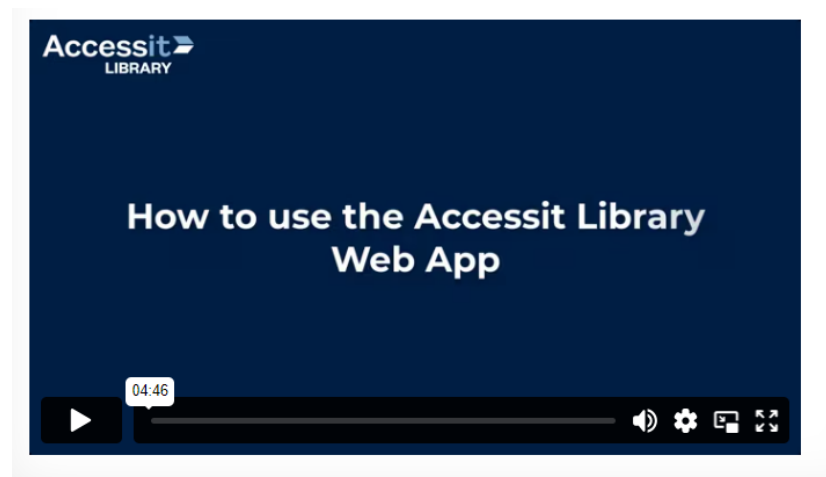 Accessit
LIBRARY
How to use the Accessit Library
Web App
04:46